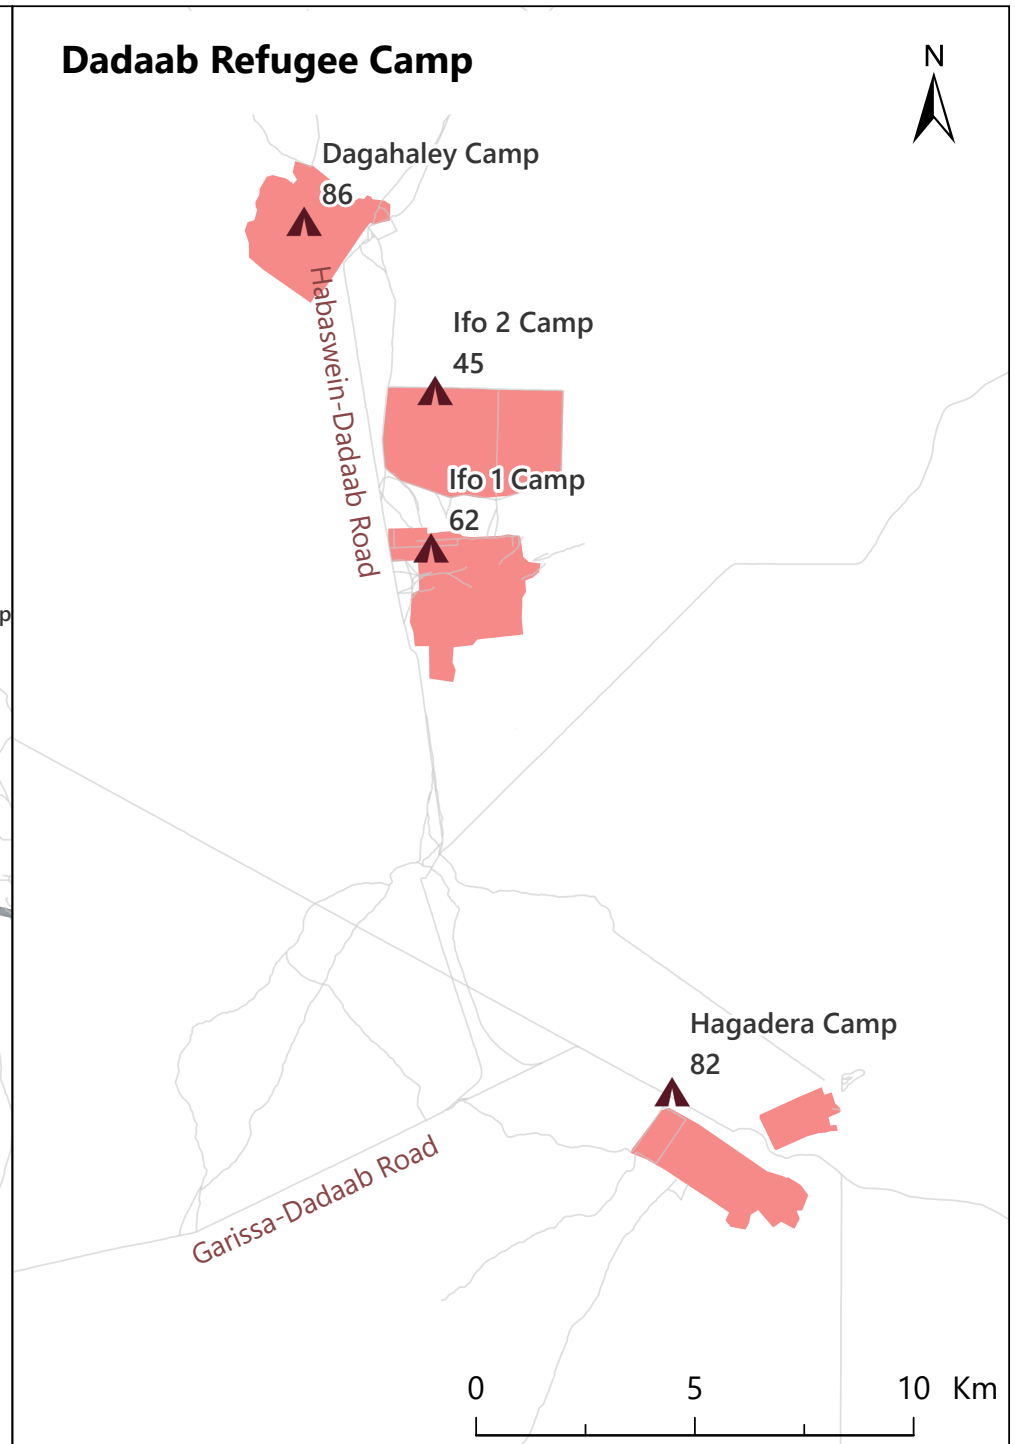 Dadaab Refugee Camp
N
Dagahaley Camp
86
Habaswein-Dadaab Road
Ifo 2 Camp
45
Ifo 1 Camp
62
p
Hagadera Camp
82
Garissa-Dadaab Road
0 5 10 Km